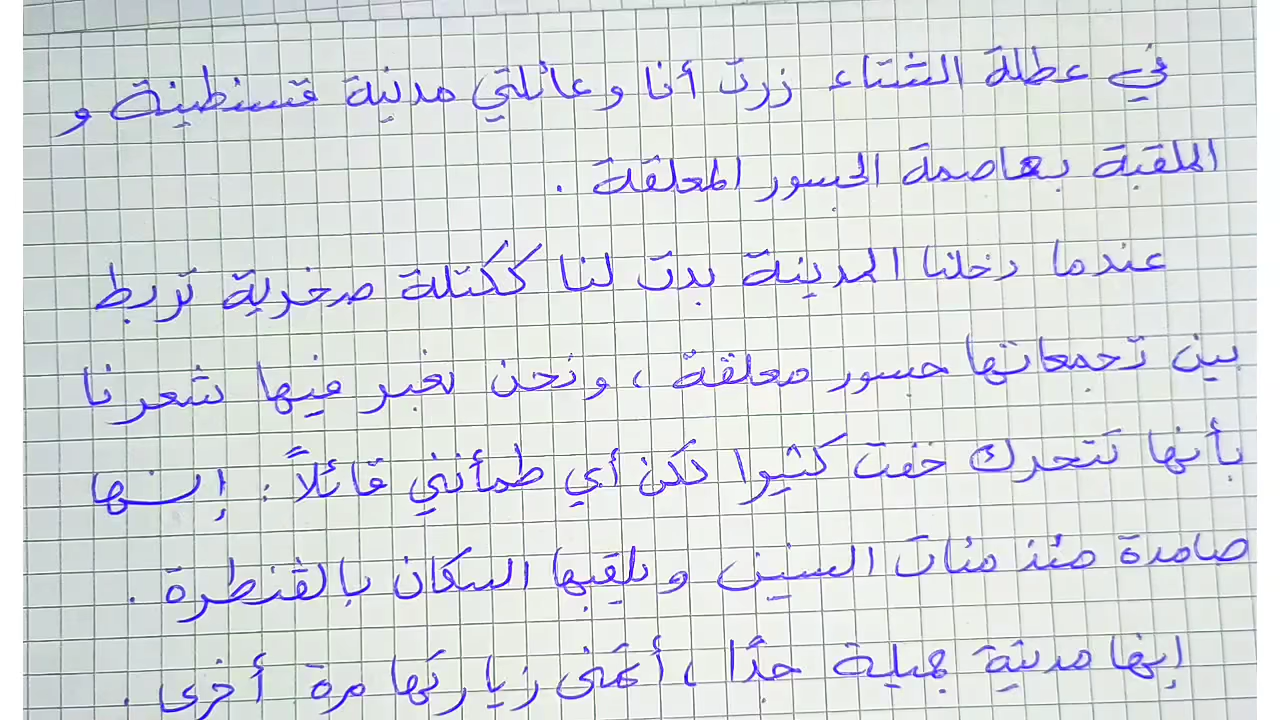 في عطلة الشتاء زرت أنا وعائلتي مدينة قسنطينة و
الملقبة بعاصمة الجسور المعلقة .
عندما دخلنا المدينة بدت لنا ككتلة صخرية تربط
بين تجمعاتها جسور معلقة ، ونحن نعبر فيها شعرنا
بأنها تتحرك خفت كثيرا لكن أبي طمأنني قائلاً : إنها
صامدة منذ مئات السنين ويلقبها السكان بالقنطرة .
إنها مدينة جميلة جدًا ، أتمنى زيارتها مرة أخرى .